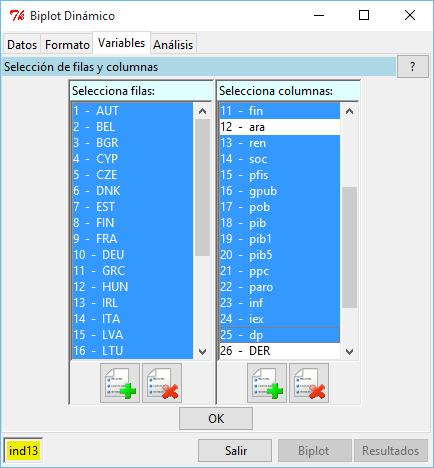 Biplot Dinámico
Datos Formato Variables Análisis
Selección de filas y columnas ?
Selecciona filas:
1 - AUT
2 - BEL
3 - BGR
4 - CYP
5 - CZE
6 - DNK
7 - EST
8 - FIN
9 - FRA
10 - DEU
11 - GRC
12 - HUN
13 - IRL
14 - ITA
15 - LVA
16 - LTU
Selecciona columnas:
11 - fin
12 - ara
13 - ren
14 - soc
15 - pfis
16 - gpub
17 - pob
18 - pib
19 - pib1
20 - pib5
21 - ppc
22 - paro
23 - inf
24 - iex
25 - dp
26 - DER
OK
ind13 Salir Biplot Resultados